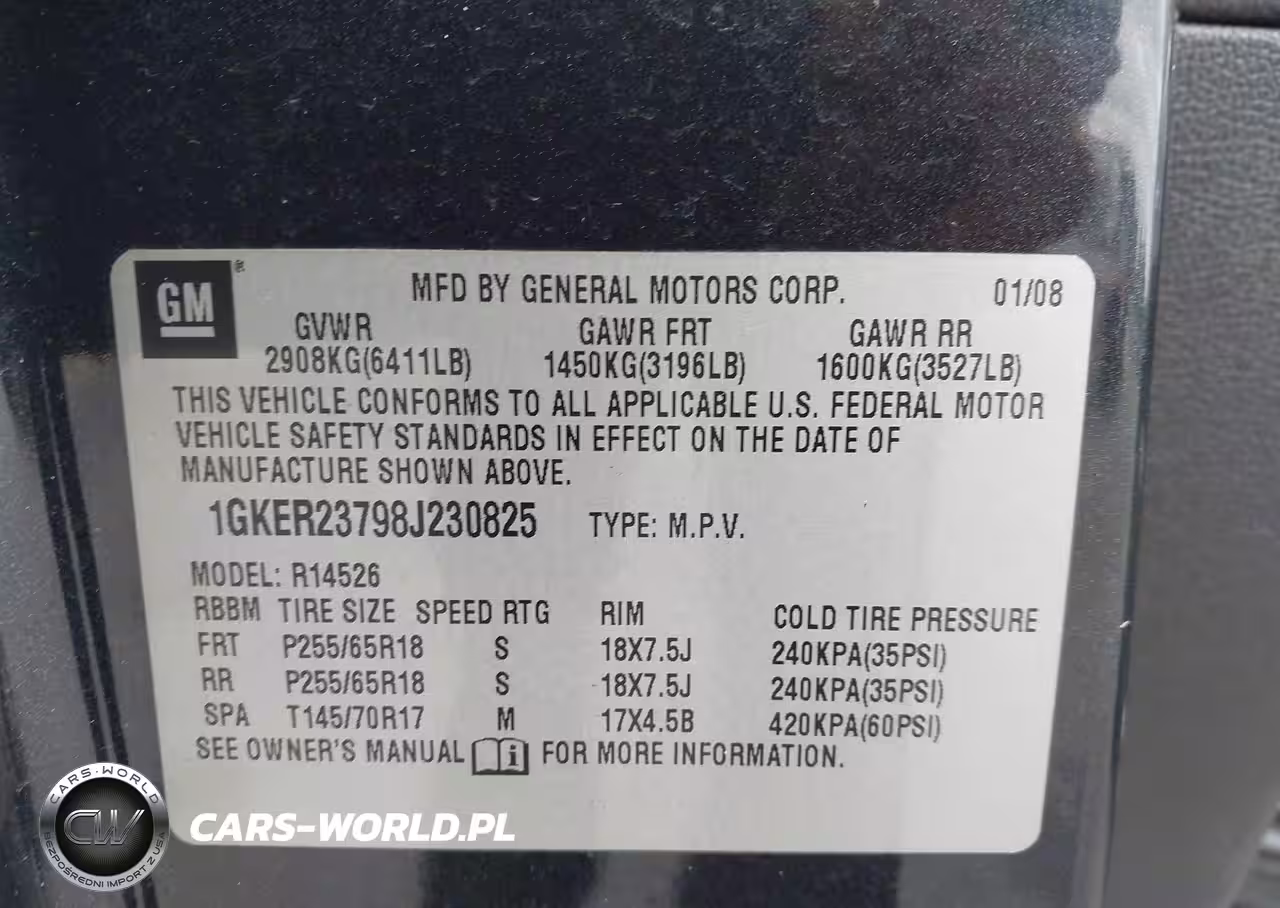 GM ® MFD BY GENERAL MOTORS CORP. 01/08
GVWR GAWR FRT GAWR RR
2908KG(6411LB) 1450KG(3196LB) 1600KG(3527LB)
THIS VEHICLE CONFORMS TO ALL APPLICABLE U.S. FEDERAL MOTOR
VEHICLE SAFETY STANDARDS IN EFFECT ON THE DATE OF
MANUFACTURE SHOWN ABOVE.
1GKER23798J230825 TYPE: M.P.V.
MODEL: R14526
RBBM TIRE SIZE SPEED RTG RIM COLD TIRE PRESSURE
FRT P255/65R18 S 18X7.5J 240KPA(35PSI)
RR P255/65R18 S 18X7.5J 240KPA(35PSI)
SPA T145/70R17 M 17X4.5B 420KPA(60PSI)
SEE OWNER'S MANUAL i FOR MORE INFORMATION.
CARS-WORLD
CW
BEZPOŚREDNI IMPORT Z USA
CARS-WORLD.PL